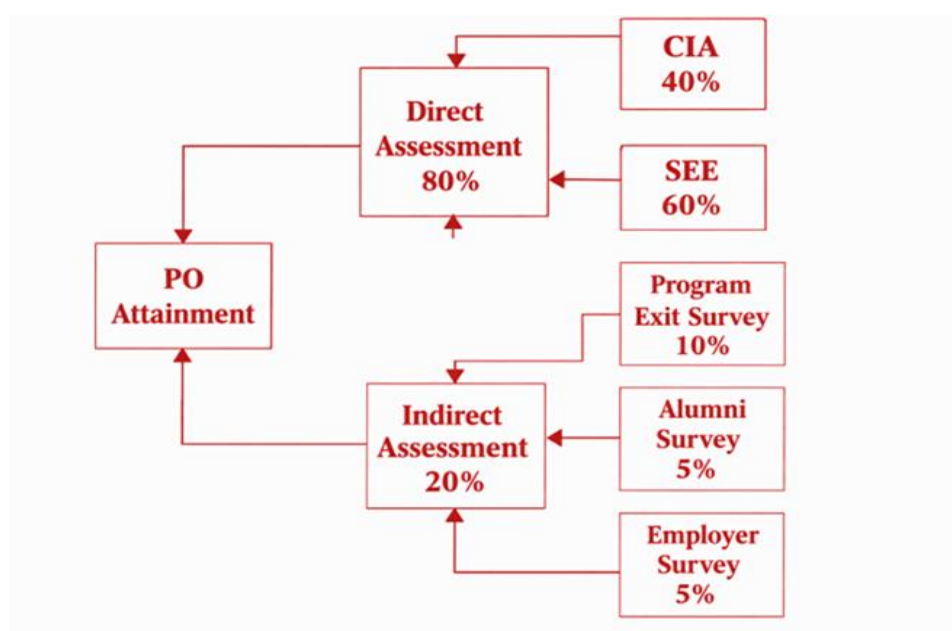 CIA
40%
Direct
Assessment
80%
SEE
60%
PO
Attainment
Program
Exit Survey
10%
Indirect
Assessment
20%
Alumni
Survey
5%
Employer
Survey
5%